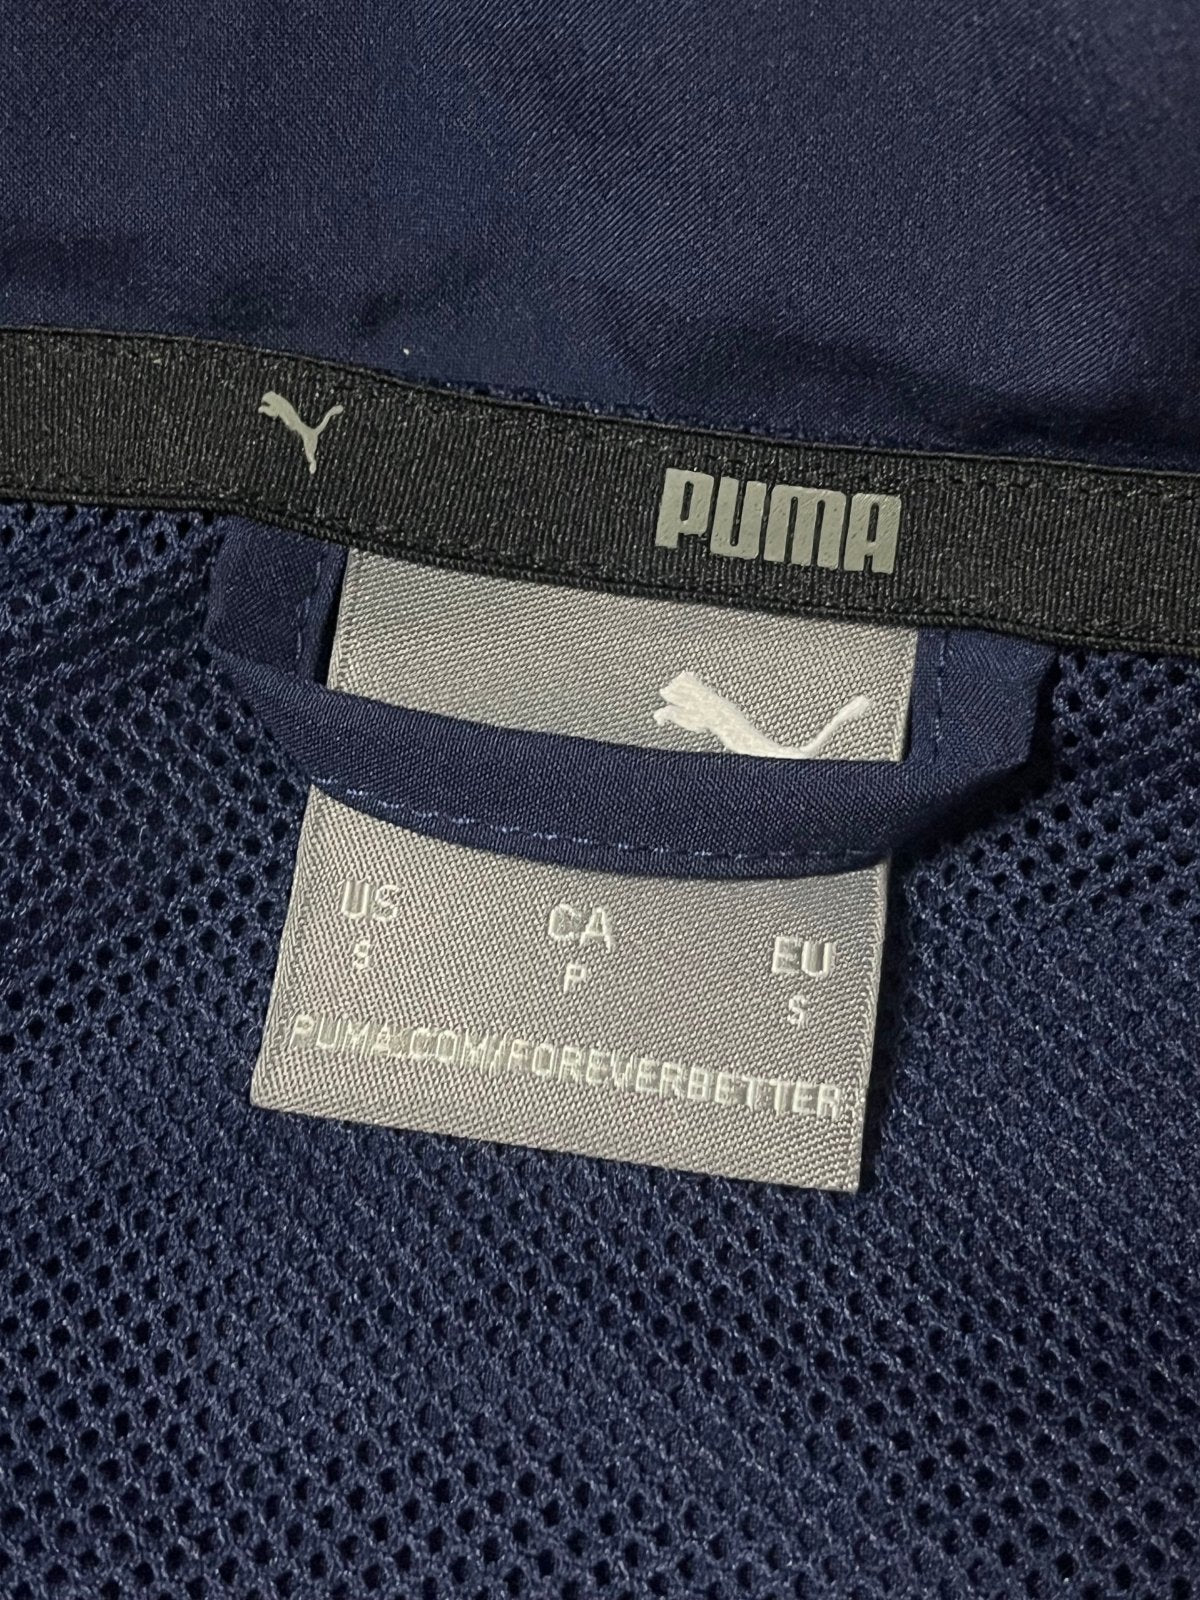 PUMA
US CA EU
S P S
PUMA.COM/FOREVERBETTER